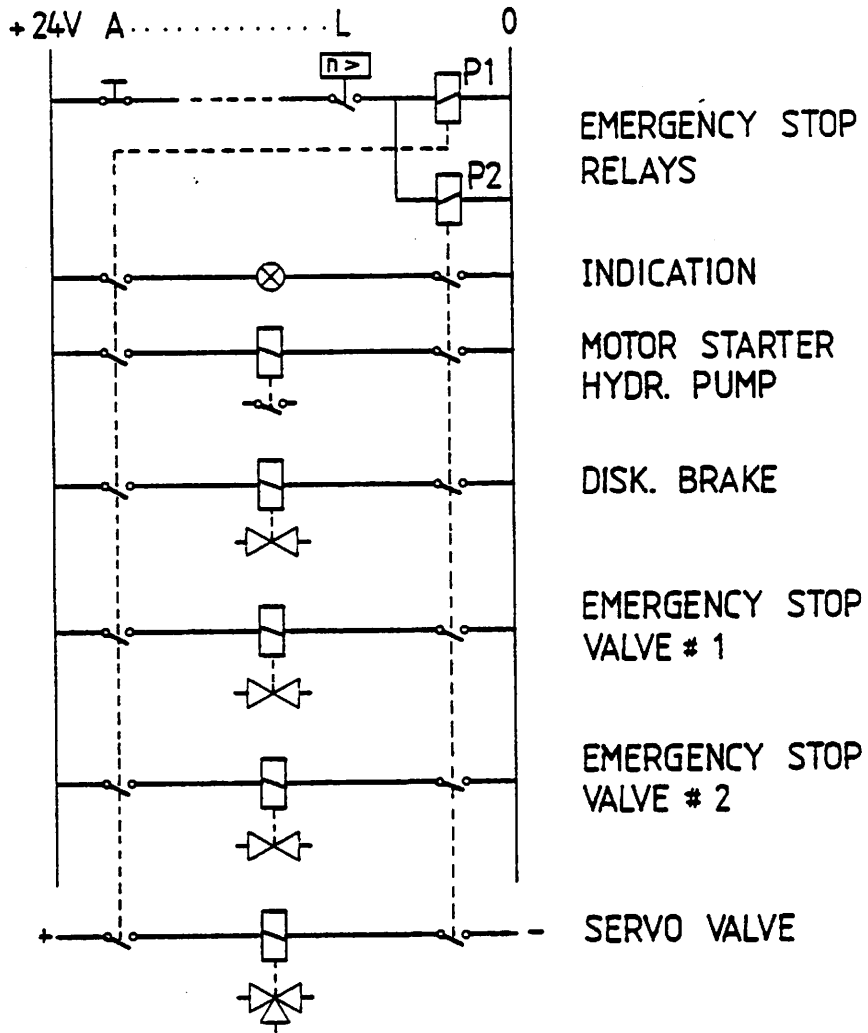 +24V A............L 0
n>
P1
EMERGENCY STOP
RELAYS
P2
INDICATION
MOTOR STARTER
HYDR. PUMP
DISK. BRAKE
EMERGENCY STOP
VALVE # 1
EMERGENCY STOP
VALVE # 2
+ - SERVO VALVE